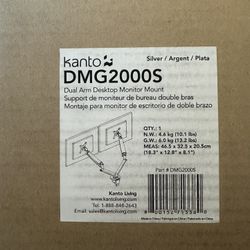 kanto
Silver / Argent / Plata
DMG2000S
Dual Arm Desktop Monitor Mount
Support de moniteur de bureau double bras
Montaje para monitor de escritorio de doble brazo
QTY.: 1
N.W.: 4.6 kg (10.1 lbs)
G.W.: 6.0 kg (13.2 lbs)
MEAS: 46.5 x 32.5 x 20.5cm
(18.3" x 12.8" x 8.1")
Part # DMG2000S
Kanto Living
Tel: 1-888-848-2643
Email: sales@kantoliving.com
kantoliving.com